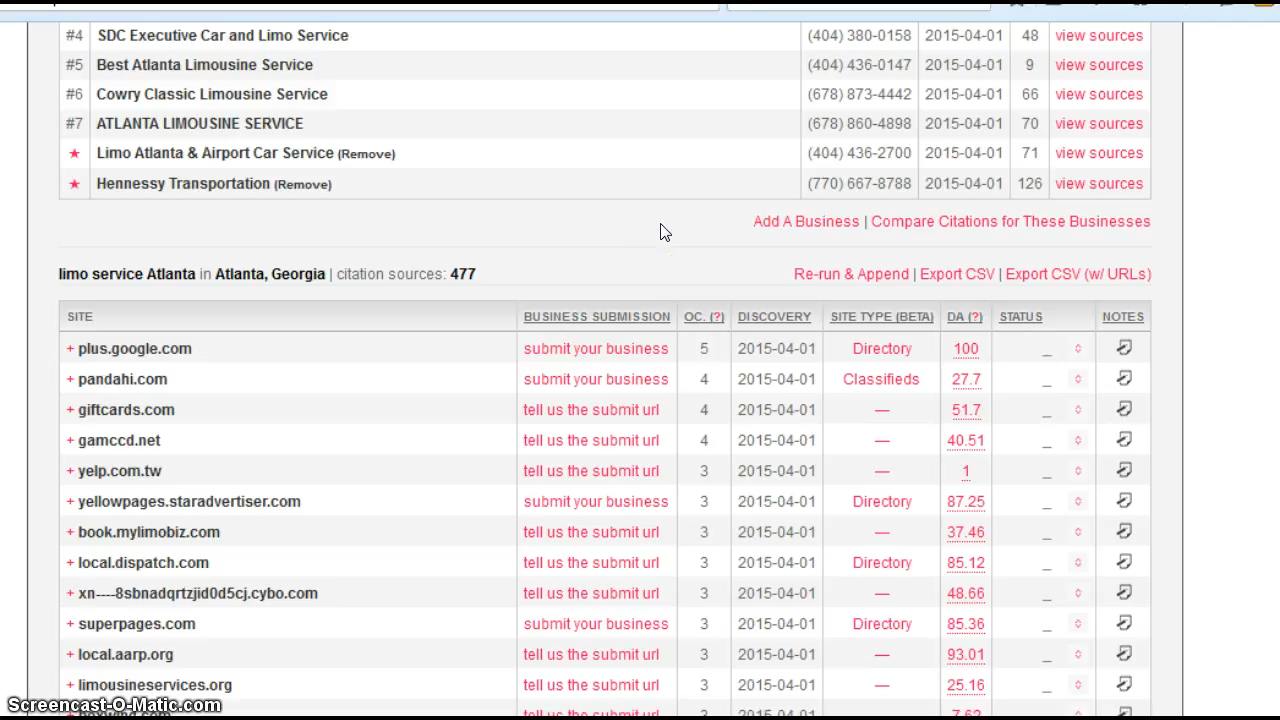 #4 SDC Executive Car and Limo Service (404) 380-0158 2015-04-01 48 view sources
#5 Best Atlanta Limousine Service (404) 436-0147 2015-04-01 9 view sources
#6 Cowry Classic Limousine Service (678) 873-4442 2015-04-01 66 view sources
#7 ATLANTA LIMOUSINE SERVICE (678) 860-4898 2015-04-01 70 view sources
★ Limo Atlanta & Airport Car Service (Remove) (404) 436-2700 2015-04-01 71 view sources
★ Hennessy Transportation (Remove) (770) 667-8788 2015-04-01 126 view sources
Add A Business | Compare Citations for These Businesses
limo service Atlanta in Atlanta, Georgia | citation sources: 477 Re-run & Append | Export CSV | Export CSV (w/ URLs)
SITE BUSINESS SUBMISSION OC. (?) DISCOVERY SITE TYPE (BETA) DA (?) STATUS NOTES
+ plus.google.com submit your business 5 2015-04-01 Directory 100 _
+ pandahi.com submit your business 4 2015-04-01 Classifieds 27.7 _
+ giftcards.com tell us the submit url 4 2015-04-01 — 51.7 _
+ gamccd.net tell us the submit url 4 2015-04-01 — 40.51 _
+ yelp.com.tw tell us the submit url 3 2015-04-01 — 1 _
+ yellowpages.staradvertiser.com submit your business 3 2015-04-01 Directory 87.25 _
+ book.mylimobiz.com tell us the submit url 3 2015-04-01 — 37.46 _
+ local.dispatch.com tell us the submit url 3 2015-04-01 Directory 85.12 _
+ xn----8sbnadqrtzjid0d5cj.cybo.com tell us the submit url 3 2015-04-01 — 48.66 _
+ superpages.com submit your business 3 2015-04-01 Directory 85.36 _
+ local.aarp.org tell us the submit url 3 2015-04-01 — 93.01 _
+ limousineservices.org tell us the submit url 3 2015-04-01 — 25.16 _
Screencast-O-Matic.com